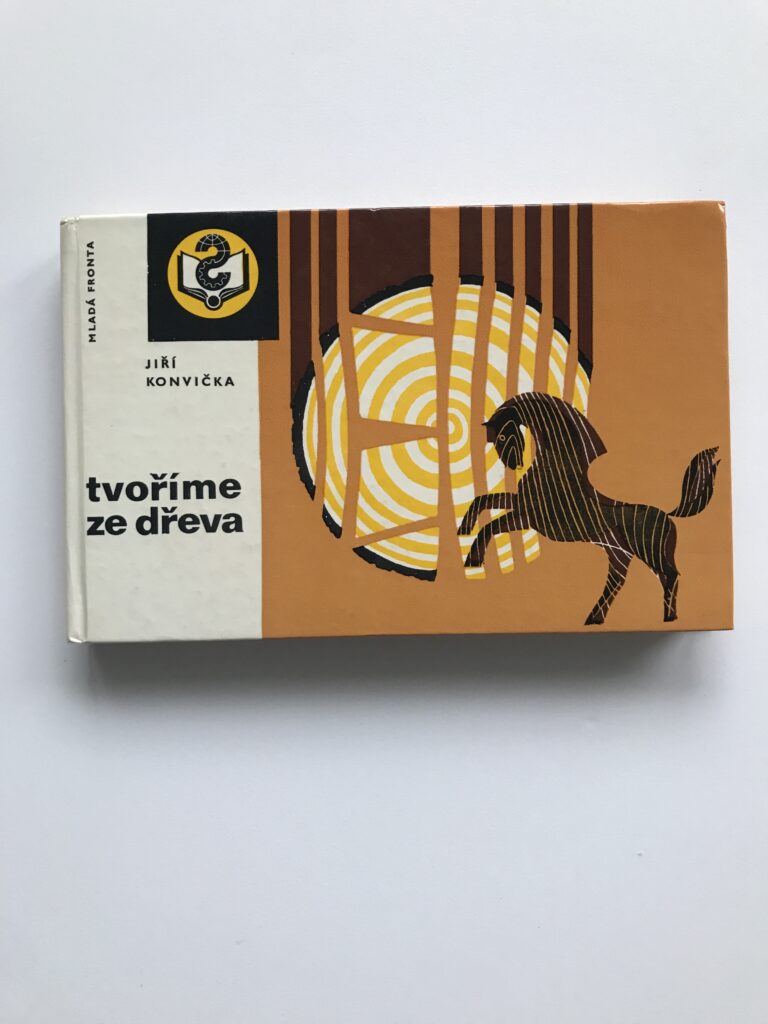 MLADÁ FRONTA
JIŘÍ
KONVIČKA
tvoříme
ze dřeva